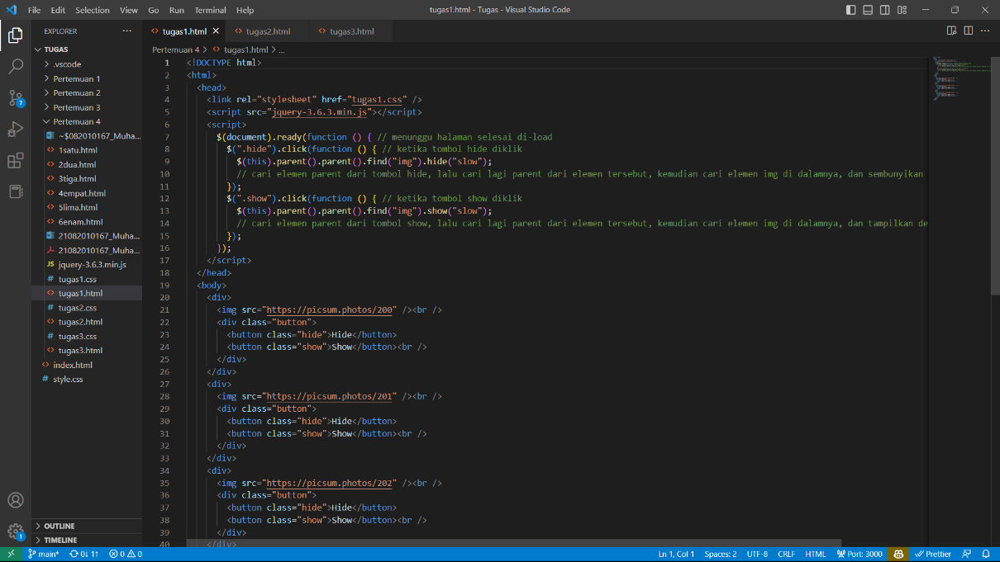 File Edit Selection View Go Run Terminal Help
tugas1.html - Tugas - Visual Studio Code
EXPLORER
TUGAS
.vscode
Pertemuan 1
Pertemuan 2
Pertemuan 3
Pertemuan 4
~$082010167_Muha...
1satu.html
2dua.html
3tiga.html
4empat.html
5lima.html
6enam.html
21082010167_Muha...
21082010167_Muha...
JS jquery-3.6.3.min.js
# tugas1.css
tugas1.html
# tugas2.css
tugas2.html
# tugas3.css
tugas3.html
index.html
# style.css
OUTLINE
TIMELINE
7
1
tugas1.html tugas2.html tugas3.html
Pertemuan 4 > tugas1.html > ...
1 <!DOCTYPE html>
2 <html>
3 <head>
4 <link rel="stylesheet" href="tugas1.css" />
5 <script src="jquery-3.6.3.min.js"></script>
6 <script>
7 $(document).ready(function () { // menunggu halaman selesai di-load
8 $(".hide").click(function () { // ketika tombol hide diklik
9 $(this).parent().parent().find("img").hide("slow");
10 // cari elemen parent dari tombol hide, lalu cari lagi parent dari elemen tersebut, kemudian cari elemen img di dalamnya, dan sembunyikan
11 });
12 $(".show").click(function () { // ketika tombol show diklik
13 $(this).parent().parent().find("img").show("slow");
14 // cari elemen parent dari tombol show, lalu cari lagi parent dari elemen tersebut, kemudian cari elemen img di dalamnya, dan tampilkan de
15 });
16 });
17 </script>
18 </head>
19 <body>
20 <div>
21 <img src="https://picsum.photos/200" /><br />
22 <div class="button">
23 <button class="hide">Hide</button>
24 <button class="show">Show</button><br />
25 </div>
26 </div>
27 <div>
28 <img src="https://picsum.photos/201" /><br />
29 <div class="button">
30 <button class="hide">Hide</button>
31 <button class="show">Show</button><br />
32 </div>
33 </div>
34 <div>
35 <img src="https://picsum.photos/202" /><br />
36 <div class="button">
37 <button class="hide">Hide</button>
38 <button class="show">Show</button><br />
39 </div>
40 </div>
main* 0↓ 1↑ 0 0 Ln 1, Col 1 Spaces: 2 UTF-8 CRLF HTML Port: 3000 Prettier